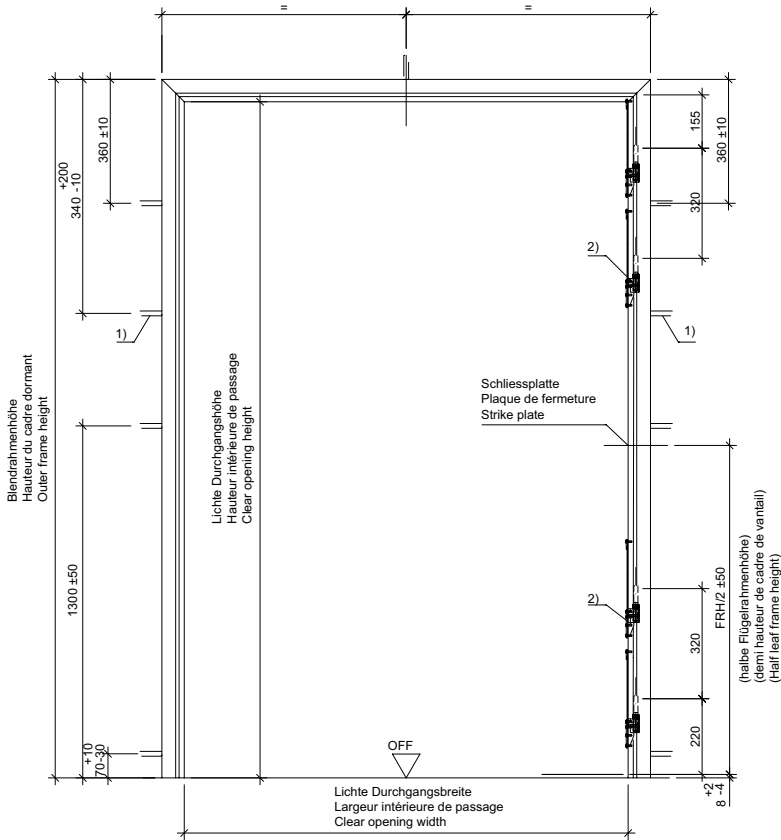 =
=
360 ±10
+200
340 -10
155
360 ±10
320
2)
1)
1)
Blendrahmenhöhe
Hauteur du cadre dormant
Outer frame height
Lichte Durchgangshöhe
Hauteur intérieure de passage
Clear opening height
Schliessplatte
Plaque de fermeture
Strike plate
1300 ±50
2)
FRH/2 ±50
(halbe Flügelrahmenhöhe)
(demi hauteur de cadre de vantail)
(Half leaf frame height)
320
220
+10
70-30
OFF
+2
8 -4
Lichte Durchgangsbreite
Largeur intérieure de passage
Clear opening width